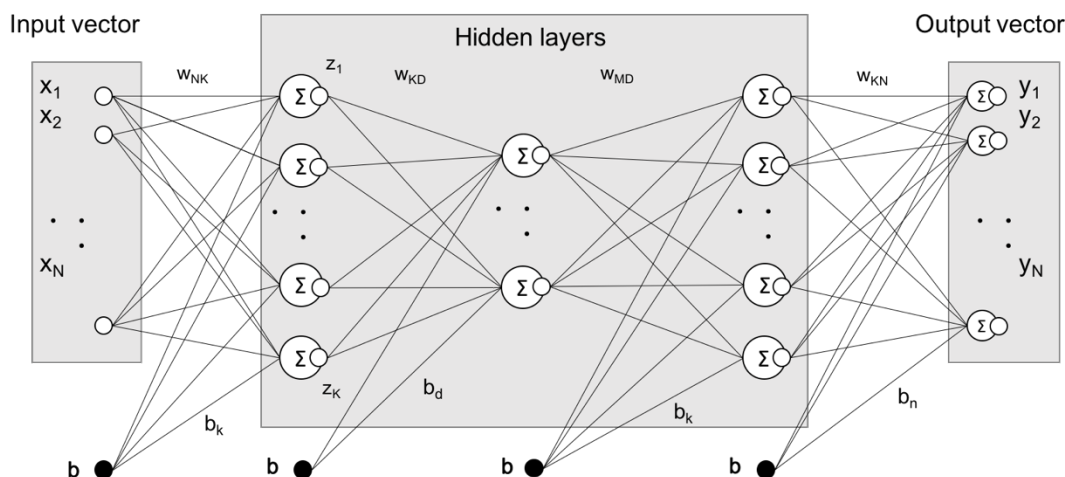 Input vector
Hidden layers
Output vector
x1
x2
xN
wNK
z1
wKD
wMD
wKN
y1
y2
yN
Σ
Σ
Σ
Σ
Σ
Σ
Σ
Σ
Σ
Σ
Σ
Σ
Σ
zK
bk
bd
bk
bn
b
b
b
b